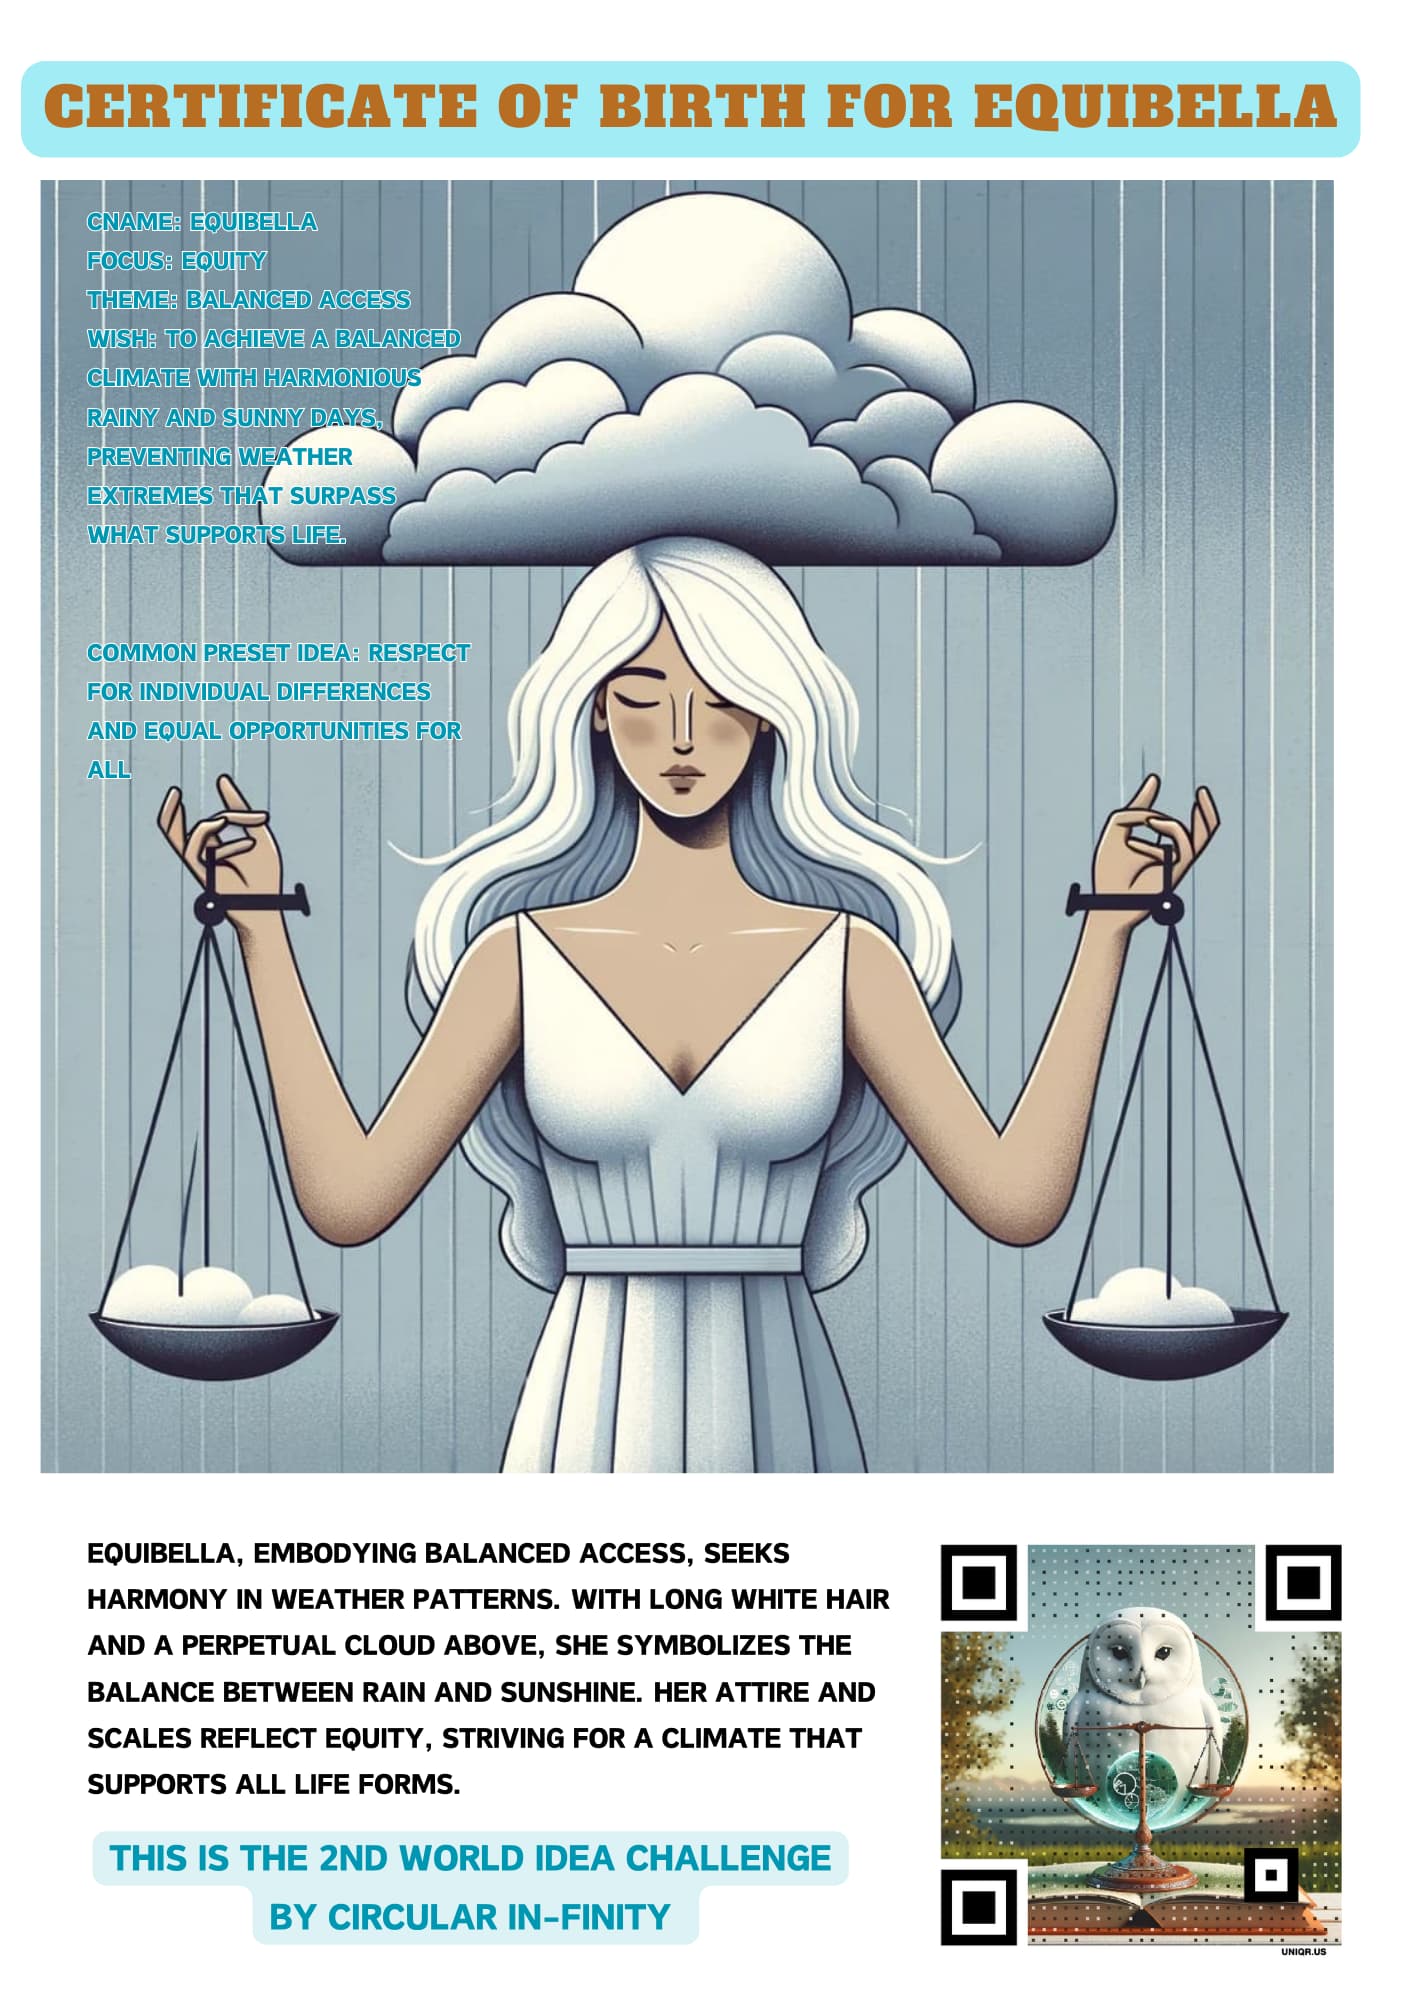 CERTIFICATE OF BIRTH FOR EQUIBELLA
CNAME: EQUIBELLA
FOCUS: EQUITY
THEME: BALANCED ACCESS
WISH: TO ACHIEVE A BALANCED
CLIMATE WITH HARMONIOUS
RAINY AND SUNNY DAYS,
PREVENTING WEATHER
EXTREMES THAT SURPASS
WHAT SUPPORTS LIFE.
COMMON PRESET IDEA: RESPECT
FOR INDIVIDUAL DIFFERENCES
AND EQUAL OPPORTUNITIES FOR
ALL
EQUIBELLA, EMBODYING BALANCED ACCESS, SEEKS
HARMONY IN WEATHER PATTERNS. WITH LONG WHITE HAIR
AND A PERPETUAL CLOUD ABOVE, SHE SYMBOLIZES THE
BALANCE BETWEEN RAIN AND SUNSHINE. HER ATTIRE AND
SCALES REFLECT EQUITY, STRIVING FOR A CLIMATE THAT
SUPPORTS ALL LIFE FORMS.
THIS IS THE 2ND WORLD IDEA CHALLENGE
BY CIRCULAR IN-FINITY
UNIQR.US